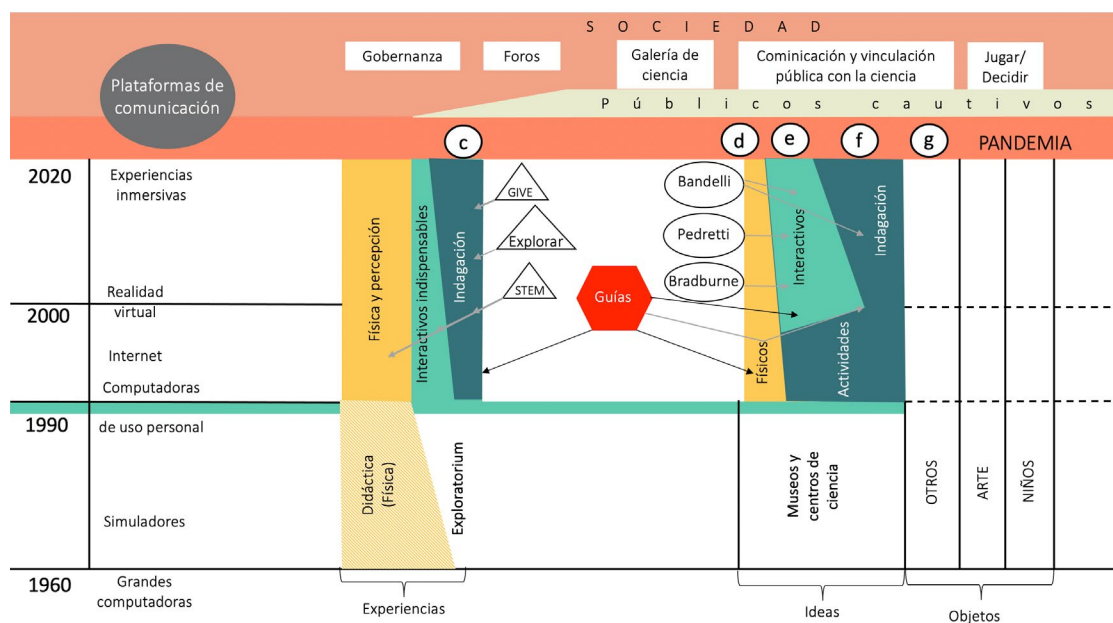 S O C I E D A D
Gobernanza
Foros
Galería de
ciencia
Cominicación y vinculación
pública con la ciencia
Jugar/
Decidir
Plataformas de
comunicación
P ú b l i c o s c a u t i v o s
c
d
e
f
g
PANDEMIA
2020
Experiencias
inmersivas
Realidad
virtual
2000
Internet
Computadoras
1990
de uso personal
Simuladores
1960
Grandes
computadoras
Física y percepción
Interactivos indispensables
Indagación
GIVE
Explorar
STEM
Guías
Bandelli
Pedretti
Bradburne
Físicos
Interactivos
Indagación
Actividades
Didáctica
(Física)
Exploratorium
Museos y
centros de
ciencia
OTROS
ARTE
NIÑOS
Experiencias
Ideas
Objetos